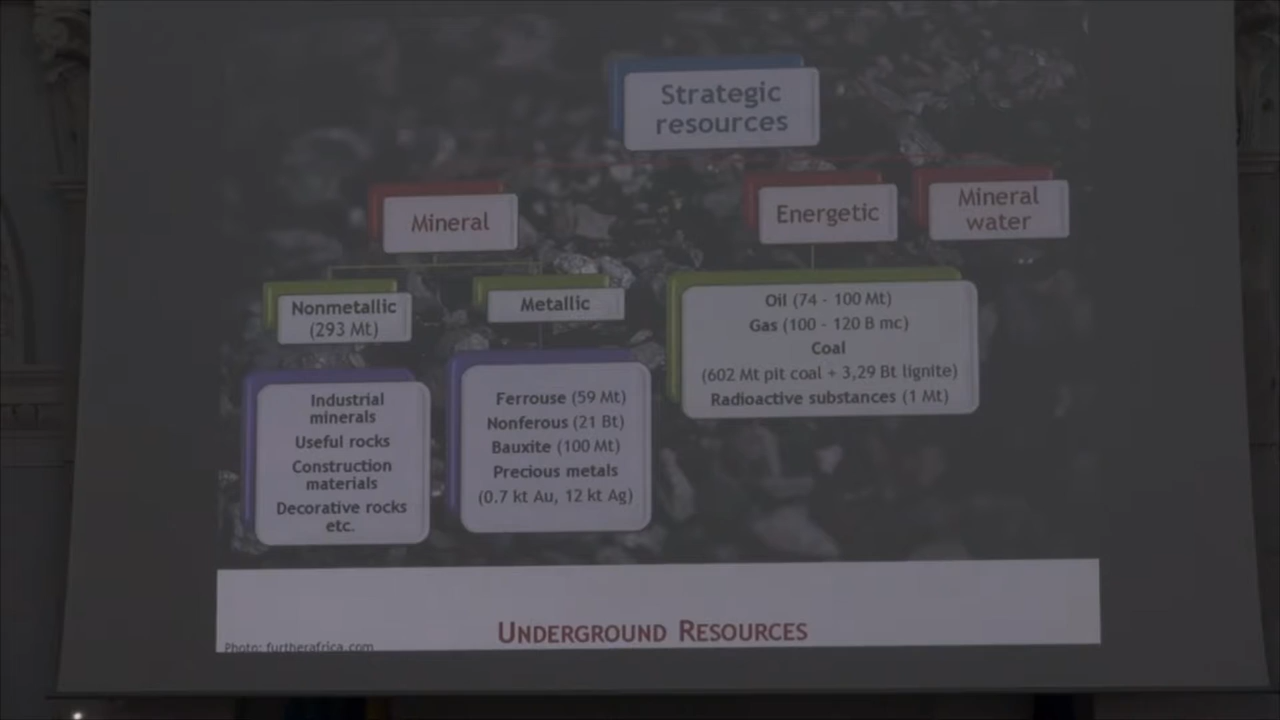 Strategic
resources
Mineral
Energetic
Mineral
water
Nonmetallic
(293 Mt)
Metallic
Industrial
minerals
Useful rocks
Construction
materials
Decorative rocks
etc.
Ferrouse (59 Mt)
Nonferous (21 Bt)
Bauxite (100 Mt)
Precious metals
(0.7 kt Au, 12 kt Ag)
Oil (74 - 100 Mt)
Gas (100 - 120 B mc)
Coal
(602 Mt pit coal + 3,29 Bt lignite)
Radioactive substances (1 Mt)
UNDERGROUND RESOURCES
Photo: furtherafrica.com